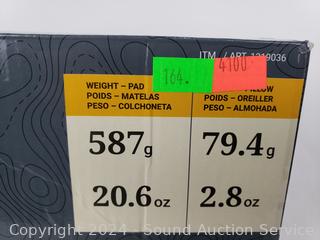 ITM. / ART. 1319036
164.
4100
WEIGHT – PAD
POIDS – MATELAS
PESO – COLCHONETA
POIDS – OREILLER
PESO – ALMOHADA
587g
79.4g
20.6oz
2.8oz
Copyright 2024 - Sound Auction Service